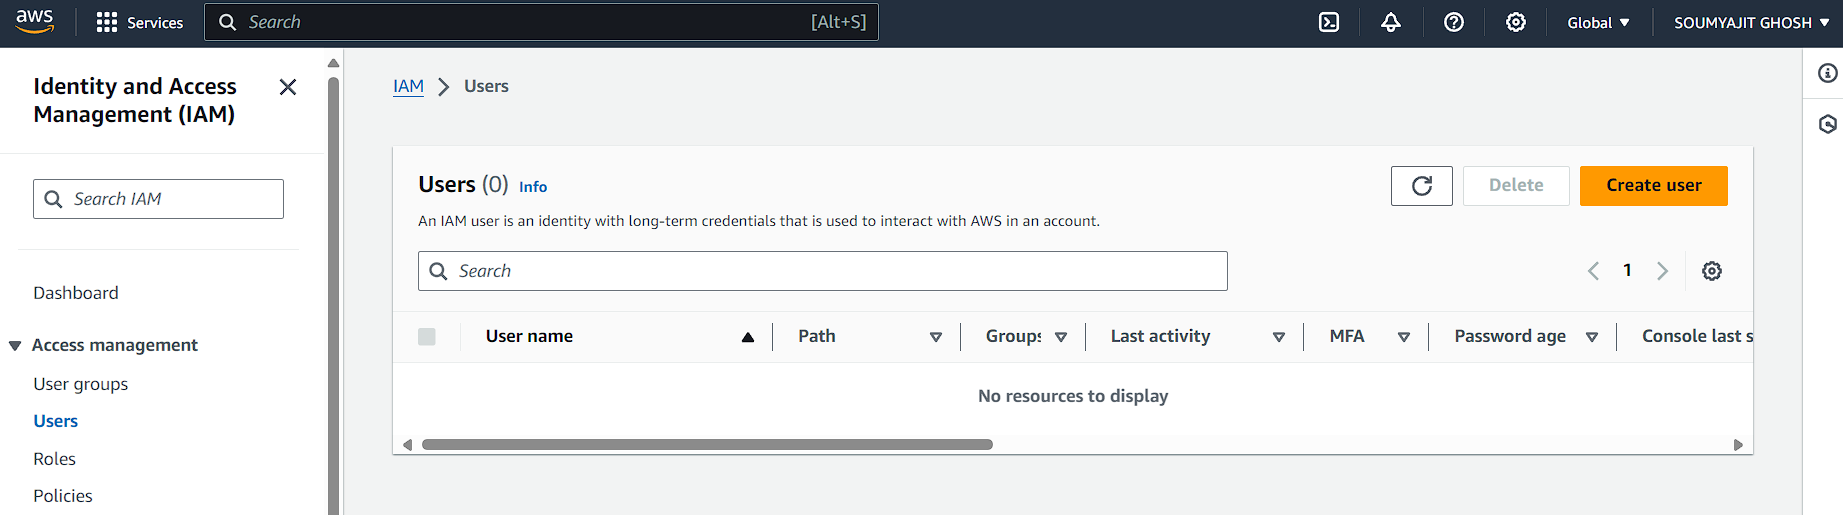 aws
Services
Search [Alt+S]
Global
SOUMYAJIT GHOSH
Identity and Access
Management (IAM)
Search IAM
Dashboard
Access management
User groups
Users
Roles
Policies
IAM > Users
Users (0) Info
Delete
Create user
An IAM user is an identity with long-term credentials that is used to interact with AWS in an account.
Search
1
User name Path Groups Last activity MFA Password age Console last s
No resources to display